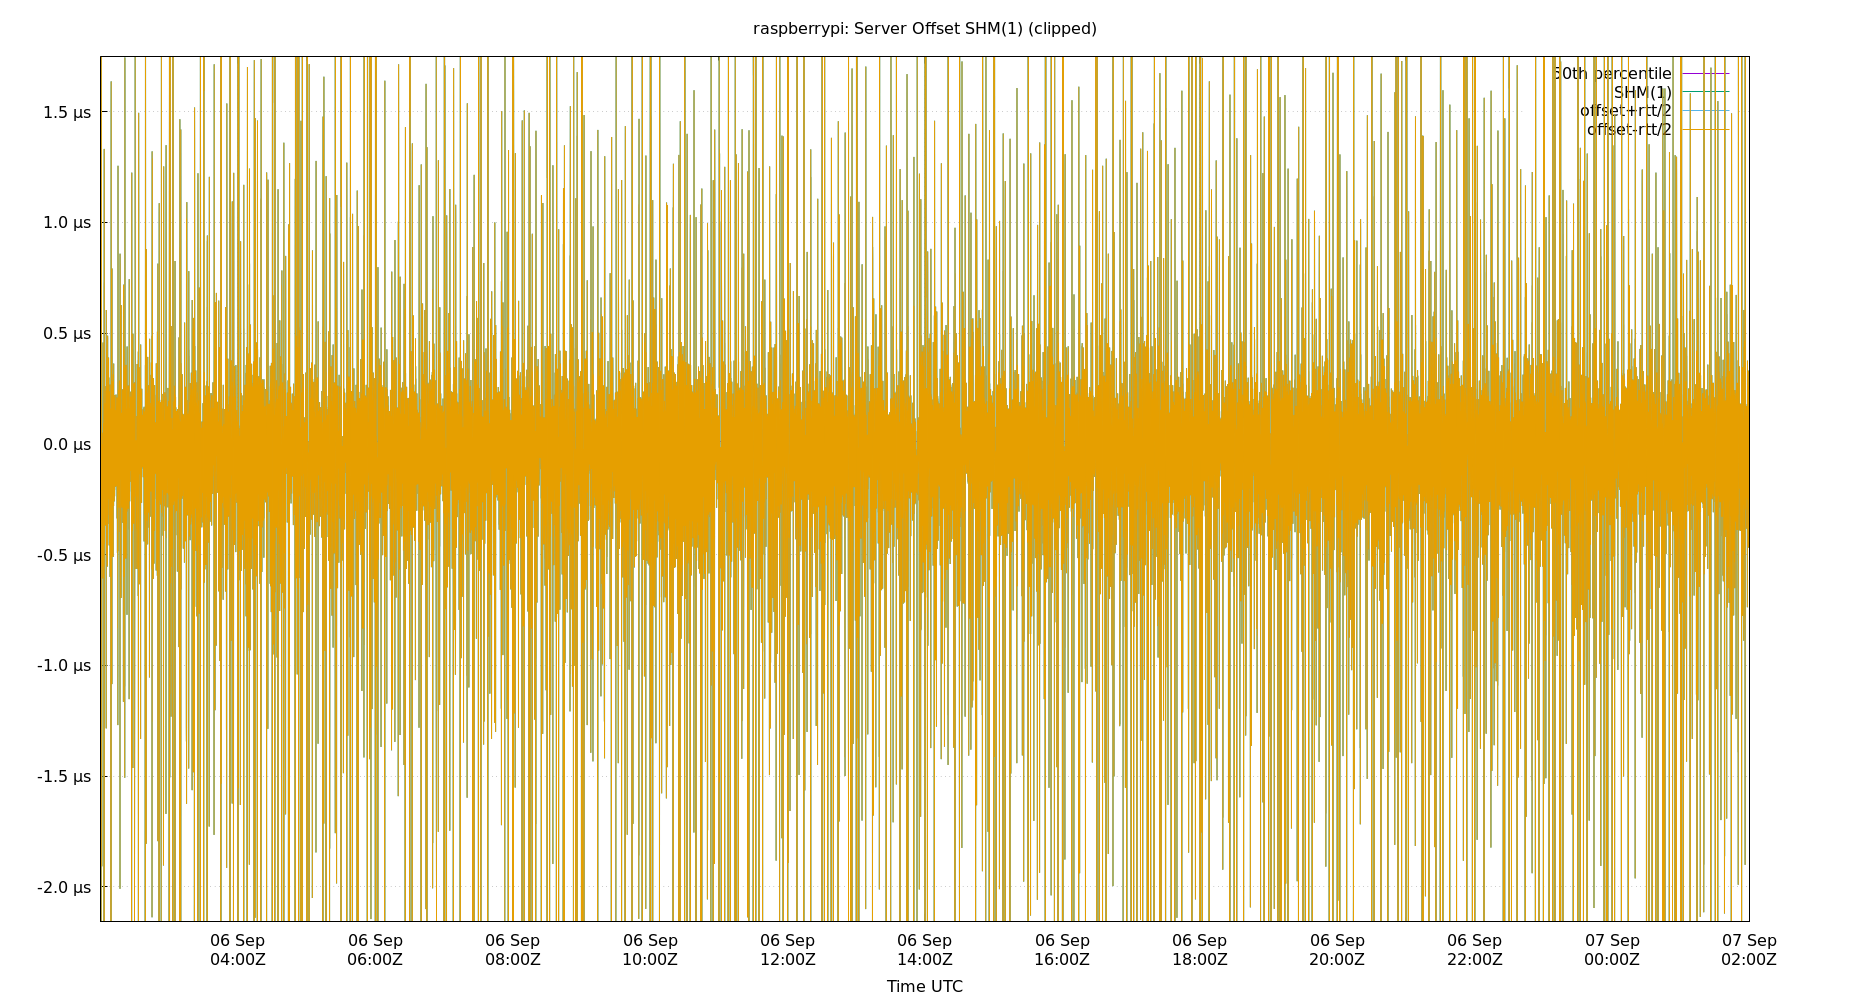 raspberrypi: Server Offset SHM(1) (clipped)
50th percentile
SHM(1)
offset+rtt/2
offset-rtt/2
1.5 µs
1.0 µs
0.5 µs
0.0 µs
-0.5 µs
-1.0 µs
-1.5 µs
-2.0 µs
06 Sep 06 Sep 06 Sep 06 Sep 06 Sep 06 Sep 06 Sep 06 Sep 06 Sep 06 Sep 07 Sep 07 Sep
04:00Z 06:00Z 08:00Z 10:00Z 12:00Z 14:00Z 16:00Z 18:00Z 20:00Z 22:00Z 00:00Z 02:00Z
Time UTC